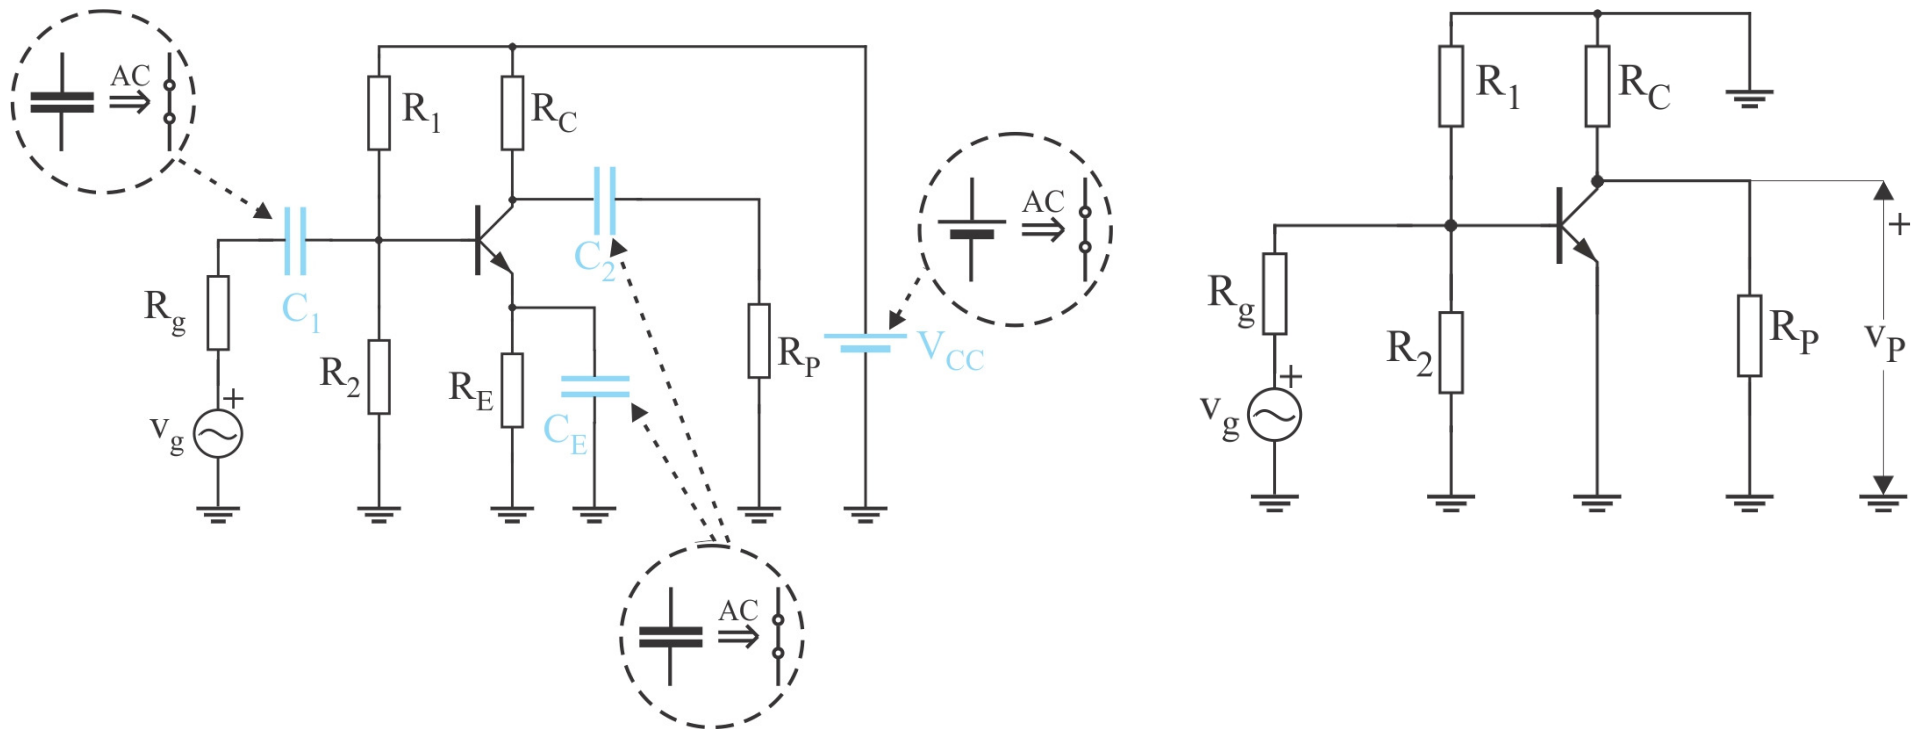 AC
R1
RC
C2
AC
C1
Rg
R2
RE
RP
VCC
+
vg
CE
AC
R1
RC
+
Rg
R2
RP
vP
+
vg